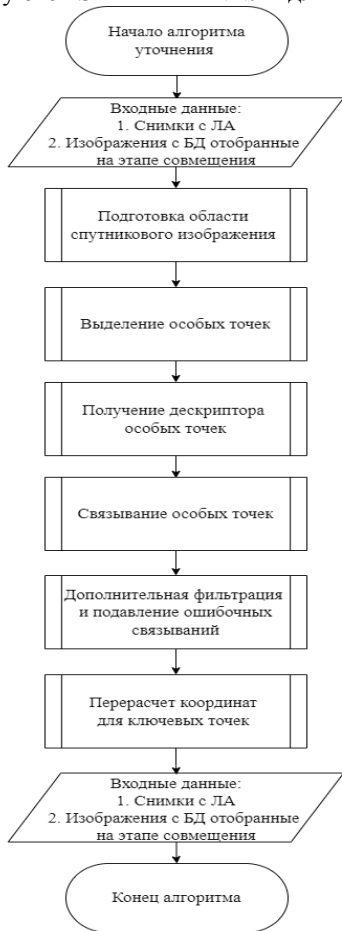 Начало алгоритма
уточнения
Входные данные:
1. Снимки с ЛА
2. Изображения с БД отобранные
на этапе совмещения
Подготовка области
спутникового изображения
Выделение особых точек
Получение дескриптора
особых точек
Связывание особых точек
Дополнительная фильтрация
и подавление ошибочных
связываний
Перерасчет координат
для ключевых точек
Входные данные:
1. Снимки с ЛА
2. Изображения с БД отобранные
на этапе совмещения
Конец алгоритма